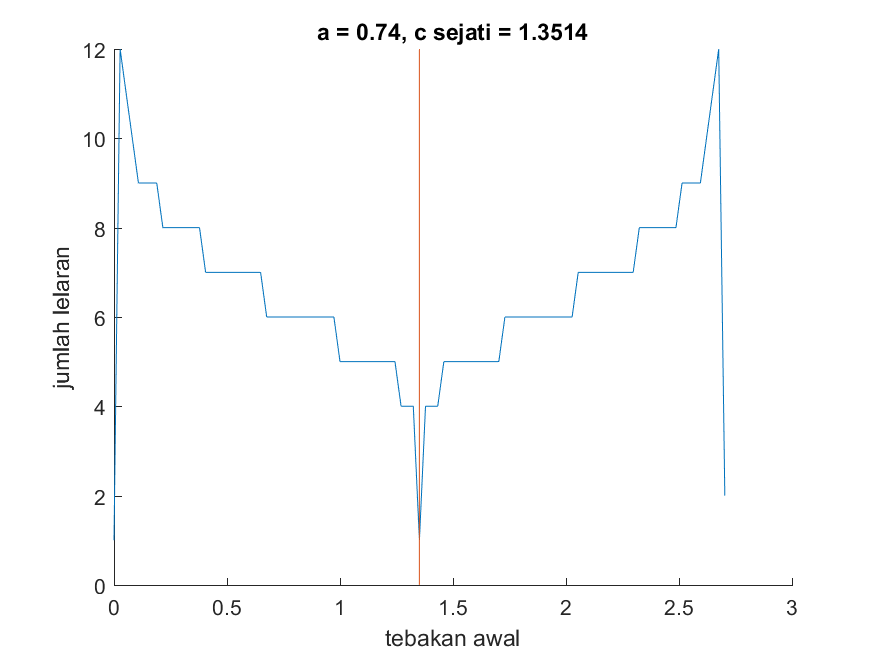 a = 0.74, c sejati = 1.3514
12
10
8
6
4
2
0
jumlah lelaran
0 0.5 1 1.5 2 2.5 3
tebakan awal